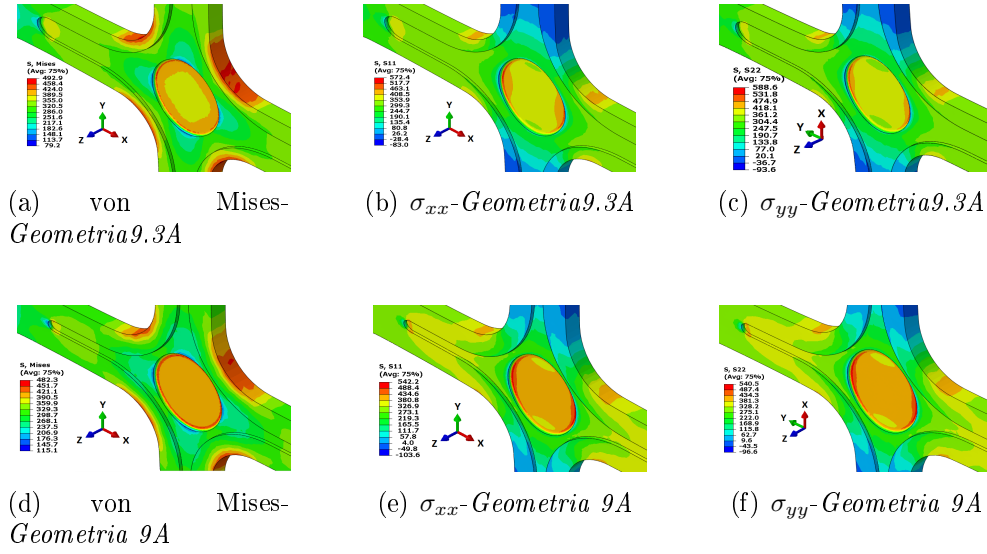 S, Mises
(Avg: 75%)
492.9
458.4
424.0
389.5
355.0
320.5
286.0
251.6
217.1
182.6
148.1
113.7
79.2
Y
Z X
S, S11
(Avg: 75%)
572.4
517.7
463.1
408.5
353.9
299.3
244.7
190.1
135.4
80.8
26.2
-28.4
-83.0
Y
Z X
S, S22
(Avg: 75%)
588.6
531.8
474.9
418.1
361.2
304.4
247.5
190.7
133.8
77.0
20.1
-36.7
-93.6
X
Y
Z
(a) von Mises-
Geometria9.3A
(b) σxx-Geometria9.3A
(c) σyy-Geometria9.3A
S, Mises
(Avg: 75%)
482.3
451.7
421.1
390.5
359.9
329.3
298.7
268.1
237.5
206.9
176.3
145.7
115.1
Y
Z X
S, S11
(Avg: 75%)
542.2
488.4
434.6
380.8
326.9
273.1
219.3
165.5
111.7
57.8
4.0
-49.8
-103.6
Y
Z X
S, S22
(Avg: 75%)
540.5
487.4
434.3
381.3
328.2
275.1
222.0
168.9
115.8
62.7
9.6
-43.5
-96.6
X
Y
Z
(d) von Mises-
Geometria 9A
(e) σxx-Geometria 9A
(f) σyy-Geometria 9A